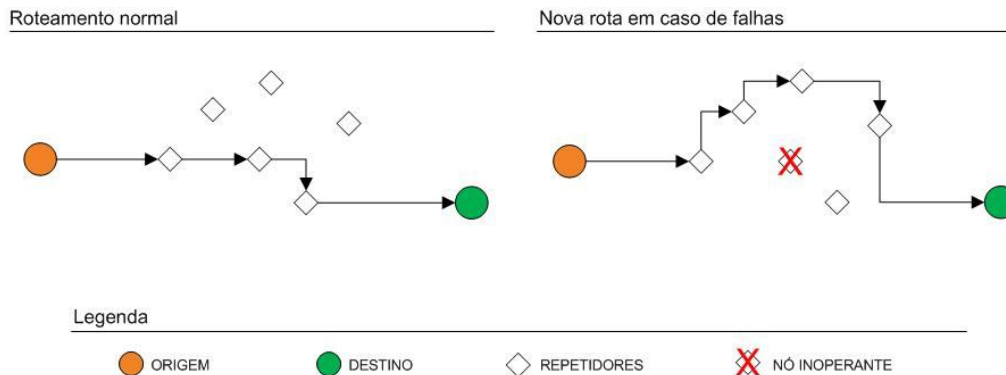 Roteamento normal
Nova rota em caso de falhas
Legenda
ORIGEM
DESTINO
REPETIDORES
NÓ INOPERANTE